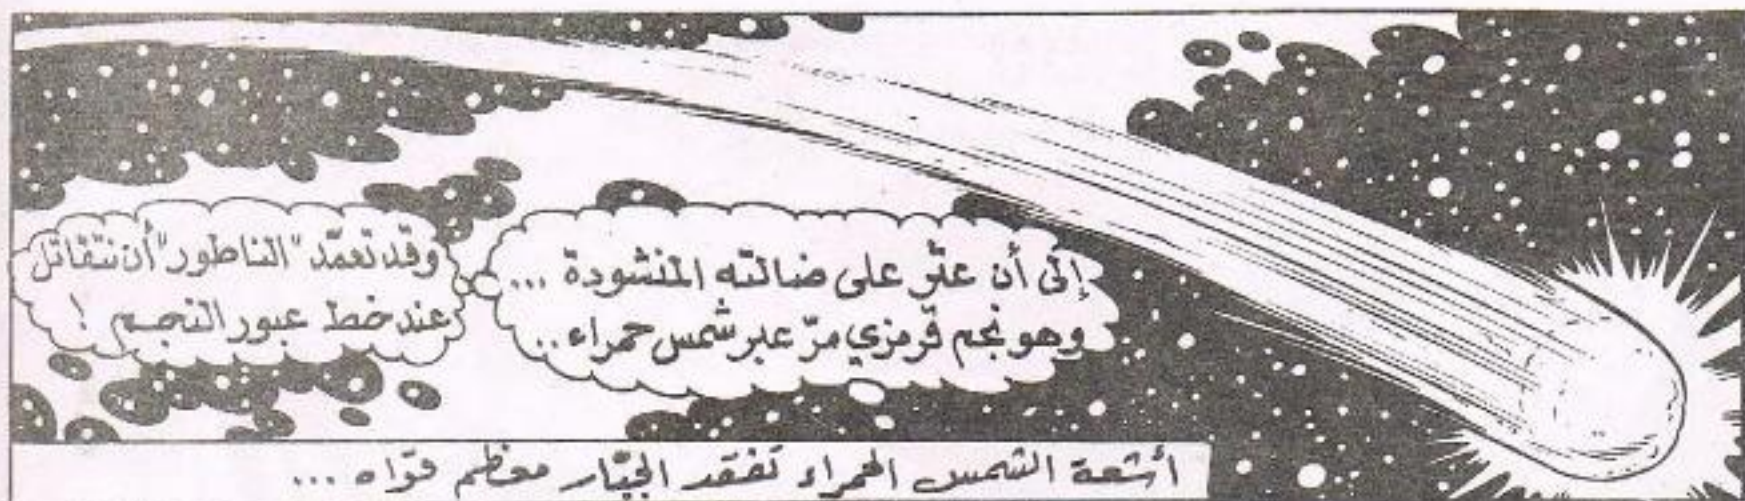 إلى أن عثر على ضالته المنشودة ...
وهو نجم قرمزي مرّ عبر شمس حمراء ..
وقد تعمّد "الناطور" أن نتقاتل
عند خط عبور النجم !
أشعة الشمس الحمراء تفقد الجبّار معظم قواه ...